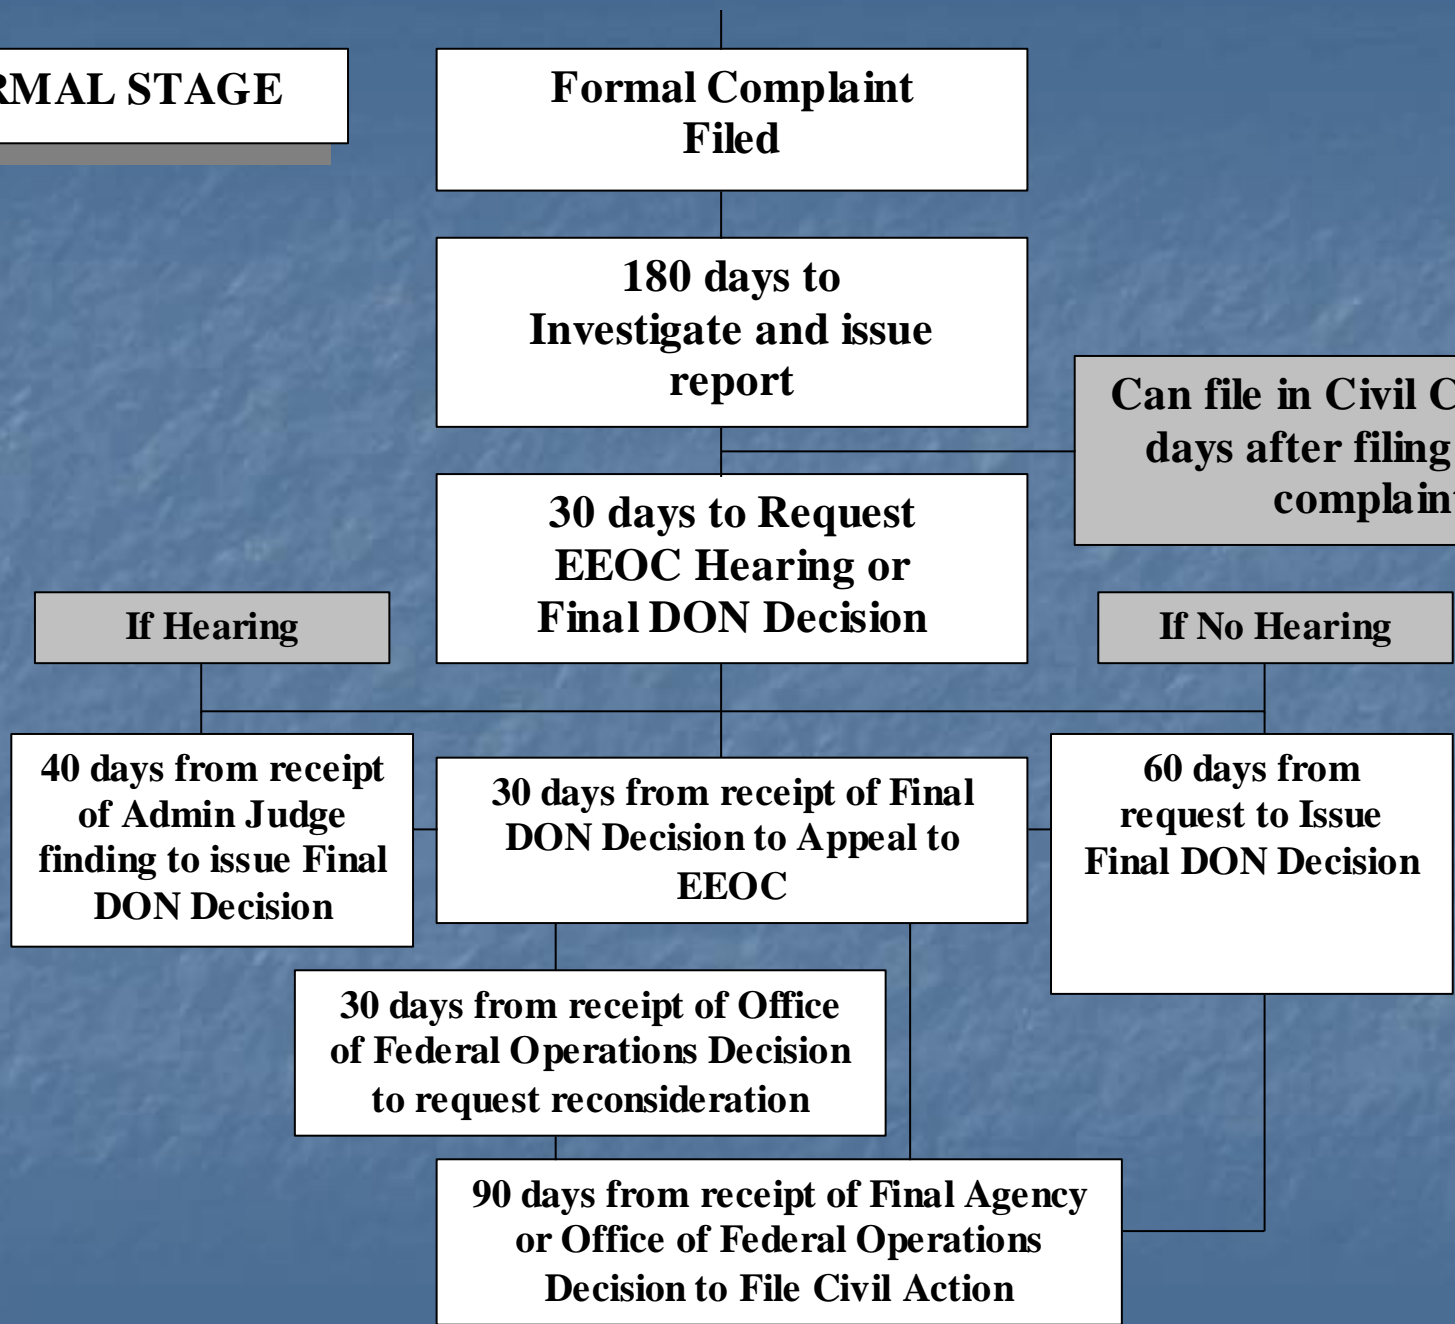 RMAL STAGE
Formal Complaint
Filed
180 days to
Investigate and issue
report
Can file in Civil C
days after filing
complain
30 days to Request
EEOC Hearing or
Final DON Decision
If Hearing
If No Hearing
40 days from receipt
of Admin Judge
finding to issue Final
DON Decision
30 days from receipt of Final
DON Decision to Appeal to
EEOC
60 days from
request to Issue
Final DON Decision
30 days from receipt of Office
of Federal Operations Decision
to request reconsideration
90 days from receipt of Final Agency
or Office of Federal Operations
Decision to File Civil Action